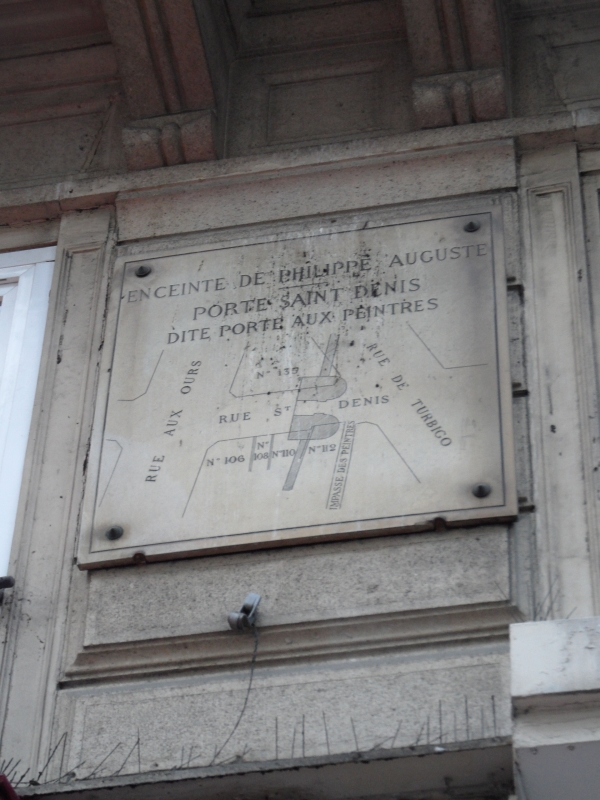 ENCEINTE DE PHILIPPE AUGUSTE
PORTE SAINT DENIS
DITE PORTE AUX PEINTRES
N° 139
RUE AUX OURS
RUE DE TURBIGO
RUE ST DENIS
N° 106
N° 108
N° 110
N° 112
IMPASSE DES PEINTRES